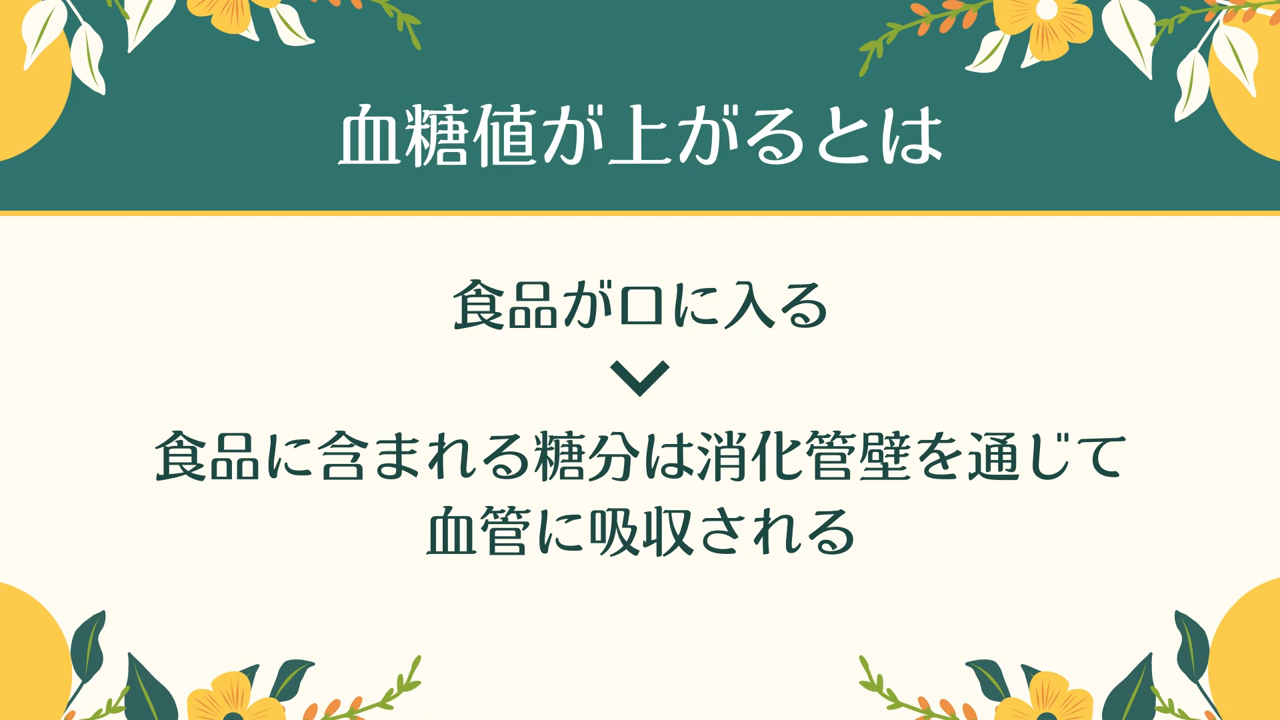 血糖値が上がるとは
食品が口に入る
食品に含まれる糖分は消化管壁を通じて
血管に吸収される